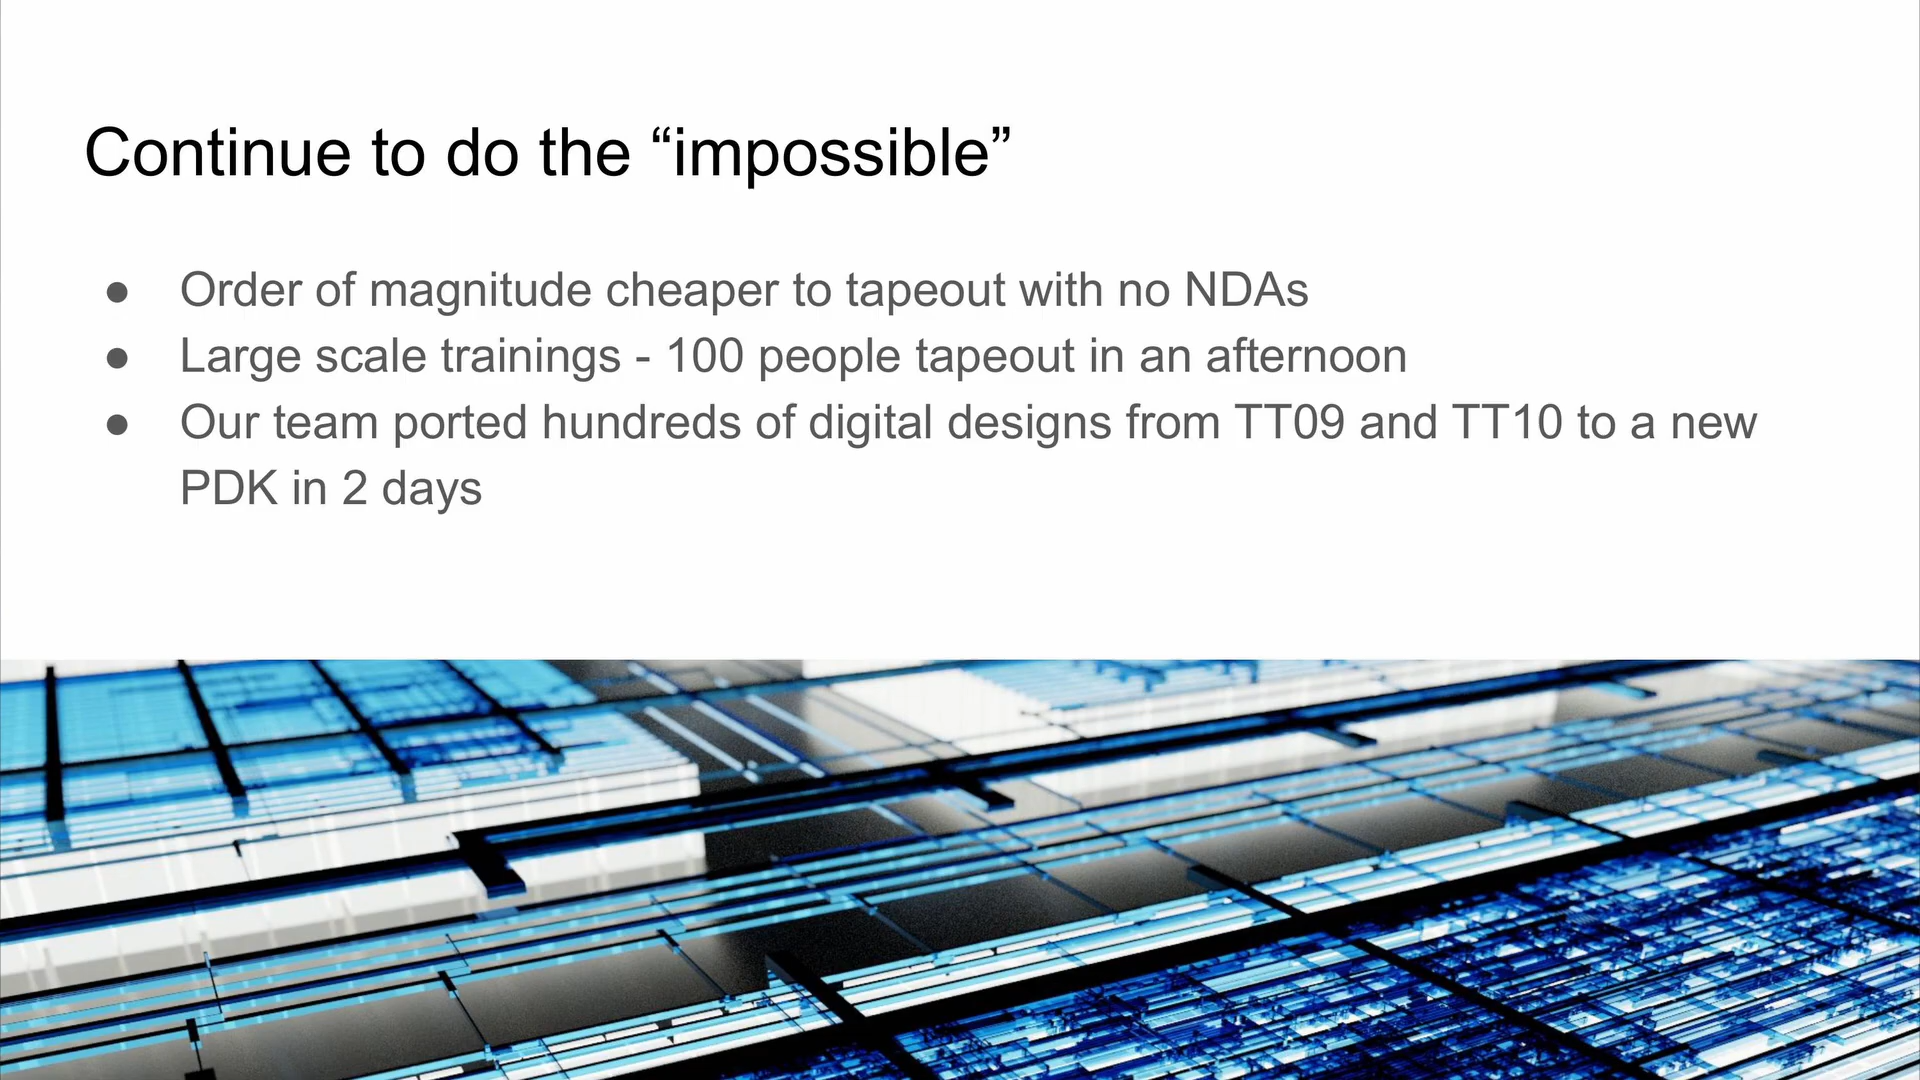 Continue to do the “impossible”
● Order of magnitude cheaper to tapeout with no NDAs
● Large scale trainings - 100 people tapeout in an afternoon
● Our team ported hundreds of digital designs from TT09 and TT10 to a new
PDK in 2 days